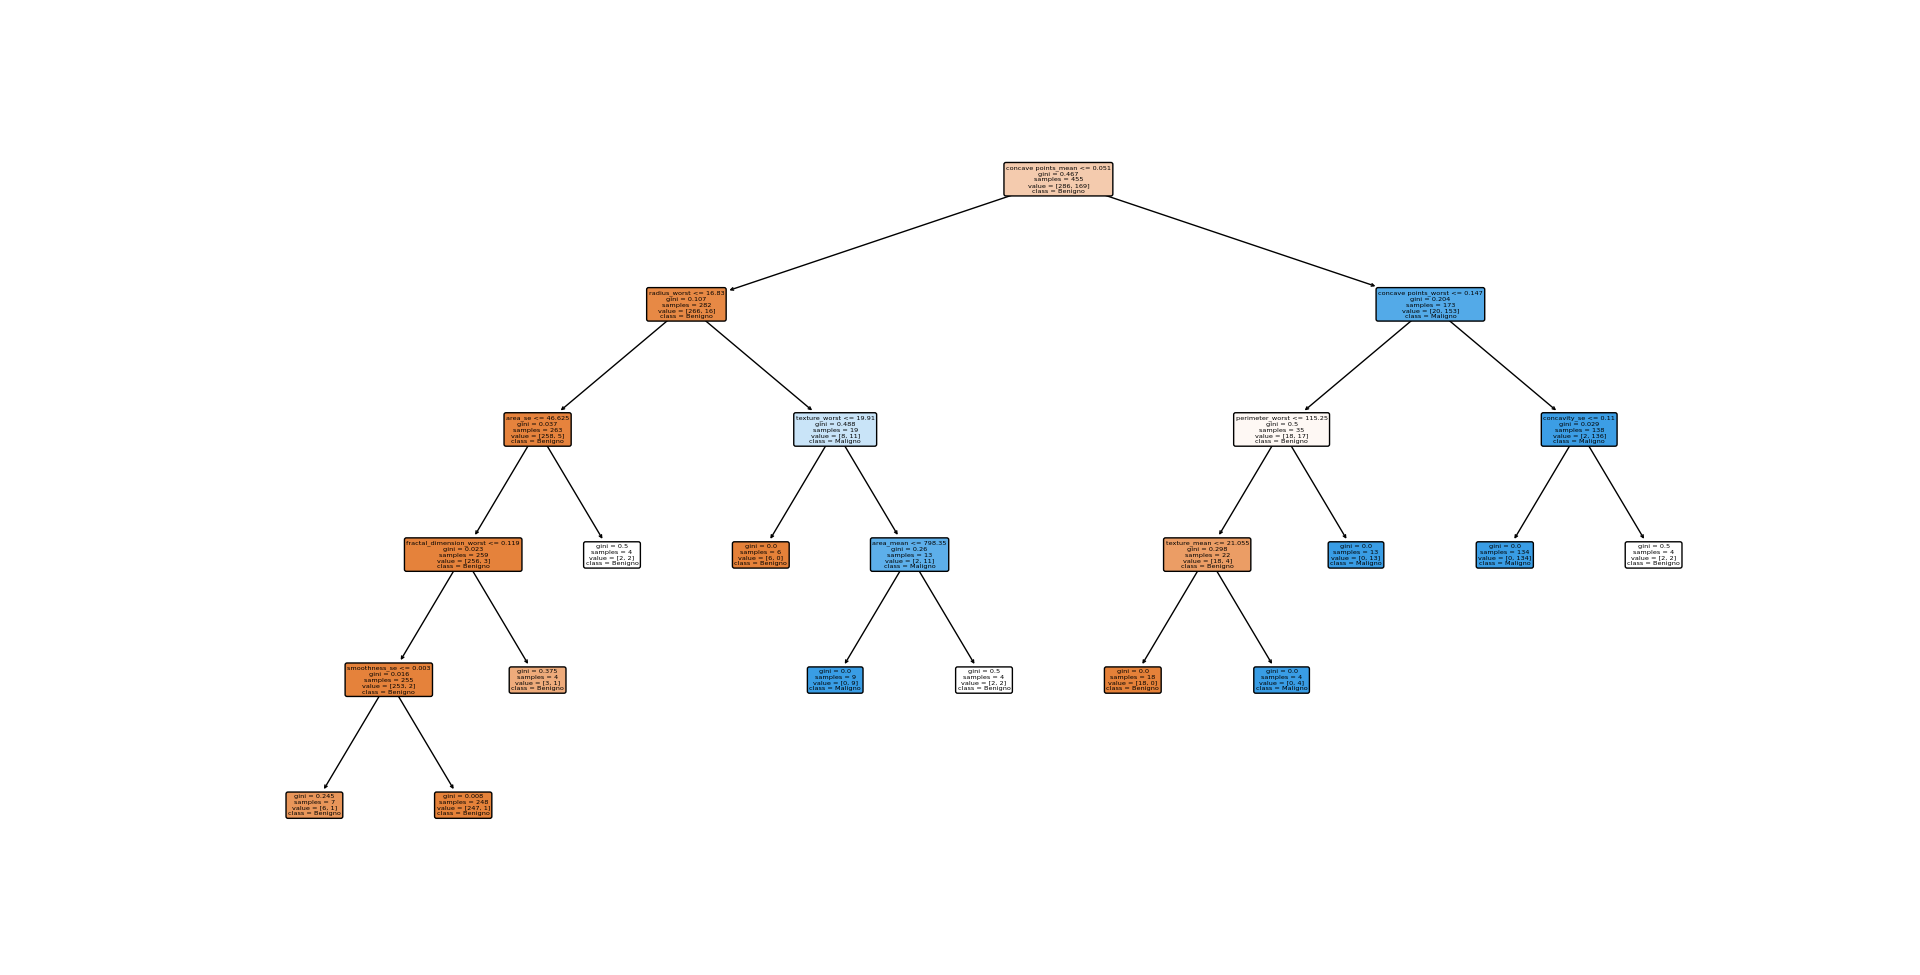 concave points_mean <= 0.051
gini = 0.467
samples = 455
value = [286, 169]
class = Benigno
radius_worst <= 16.83
gini = 0.107
samples = 282
value = [266, 16]
class = Benigno
concave points_worst <= 0.147
gini = 0.204
samples = 173
value = [20, 153]
class = Maligno
area_se <= 46.625
gini = 0.037
samples = 263
value = [258, 5]
class = Benigno
texture_worst <= 19.91
gini = 0.488
samples = 19
value = [8, 11]
class = Maligno
perimeter_worst <= 115.25
gini = 0.5
samples = 35
value = [18, 17]
class = Benigno
concavity_se <= 0.11
gini = 0.029
samples = 138
value = [2, 136]
class = Maligno
fractal_dimension_worst <= 0.119
gini = 0.023
samples = 259
value = [256, 3]
class = Benigno
gini = 0.5
samples = 4
value = [2, 2]
class = Benigno
gini = 0.0
samples = 6
value = [6, 0]
class = Benigno
area_mean <= 798.35
gini = 0.26
samples = 13
value = [2, 11]
class = Maligno
texture_mean <= 21.055
gini = 0.298
samples = 22
value = [18, 4]
class = Benigno
gini = 0.0
samples = 13
value = [0, 13]
class = Maligno
gini = 0.0
samples = 134
value = [0, 134]
class = Maligno
gini = 0.5
samples = 4
value = [2, 2]
class = Benigno
smoothness_se <= 0.003
gini = 0.016
samples = 255
value = [253, 2]
class = Benigno
gini = 0.375
samples = 4
value = [3, 1]
class = Benigno
gini = 0.0
samples = 9
value = [0, 9]
class = Maligno
gini = 0.5
samples = 4
value = [2, 2]
class = Benigno
gini = 0.0
samples = 18
value = [18, 0]
class = Benigno
gini = 0.0
samples = 4
value = [0, 4]
class = Maligno
gini = 0.245
samples = 7
value = [6, 1]
class = Benigno
gini = 0.008
samples = 248
value = [247, 1]
class = Benigno